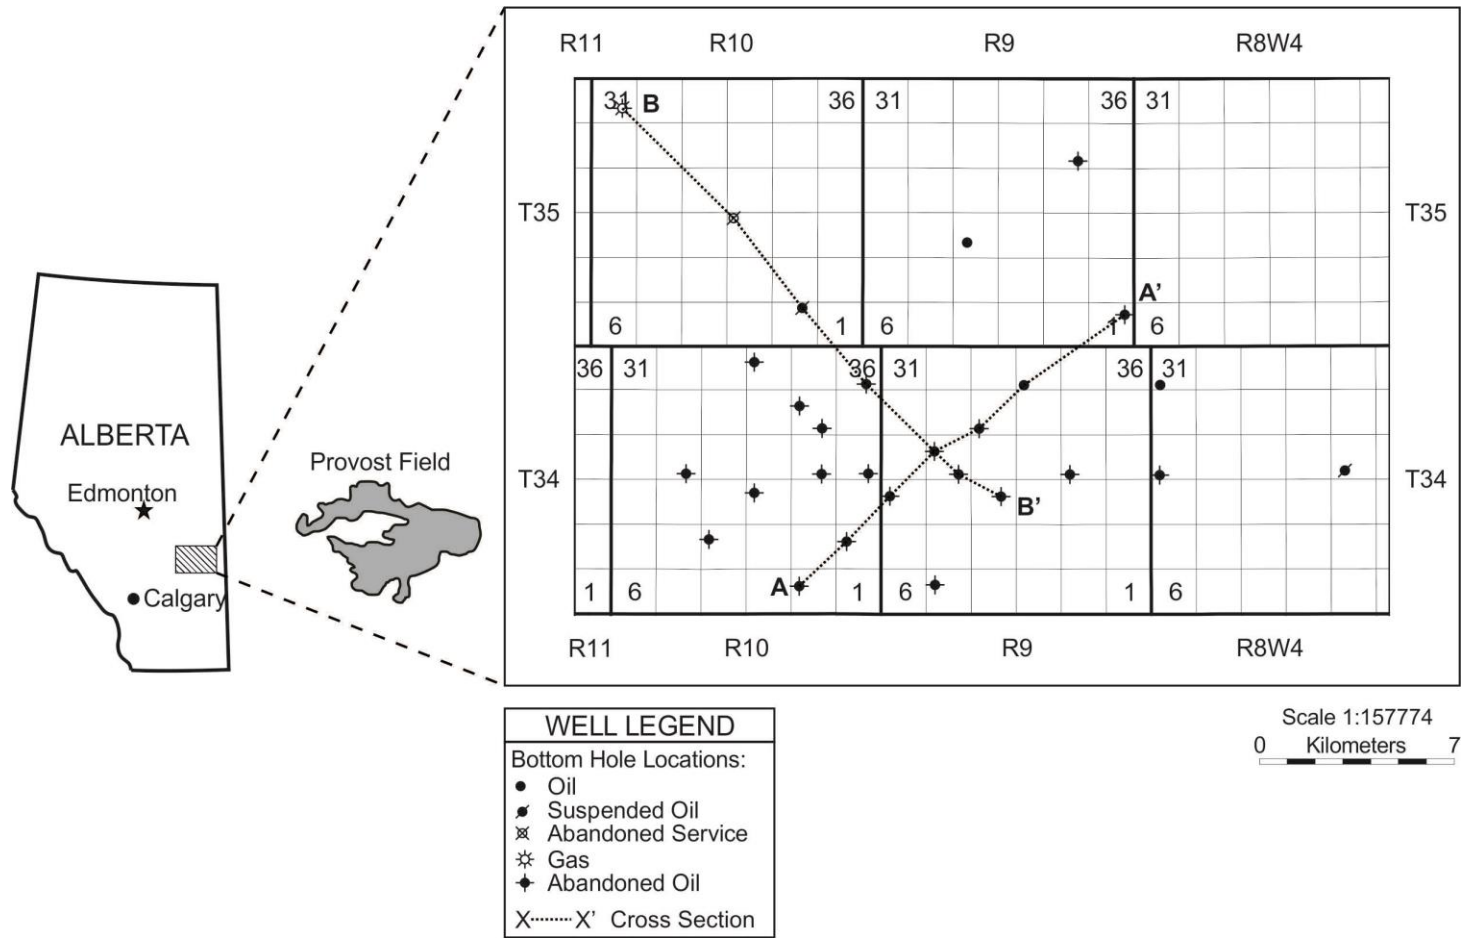 R11 R10 R9 R8W4
31 B 36 31 36 31
T35 T35
A'
6 1 6 1 6
36 31 36 31 36 31
ALBERTA
Edmonton
Calgary
Provost Field
T34 T34
B'
A
1 6 1 6 1 6
R11 R10 R9 R8W4
WELL LEGEND
Bottom Hole Locations:
Oil
Suspended Oil
Abandoned Service
Gas
Abandoned Oil
X X' Cross Section
Scale 1:157774
0 Kilometers 7